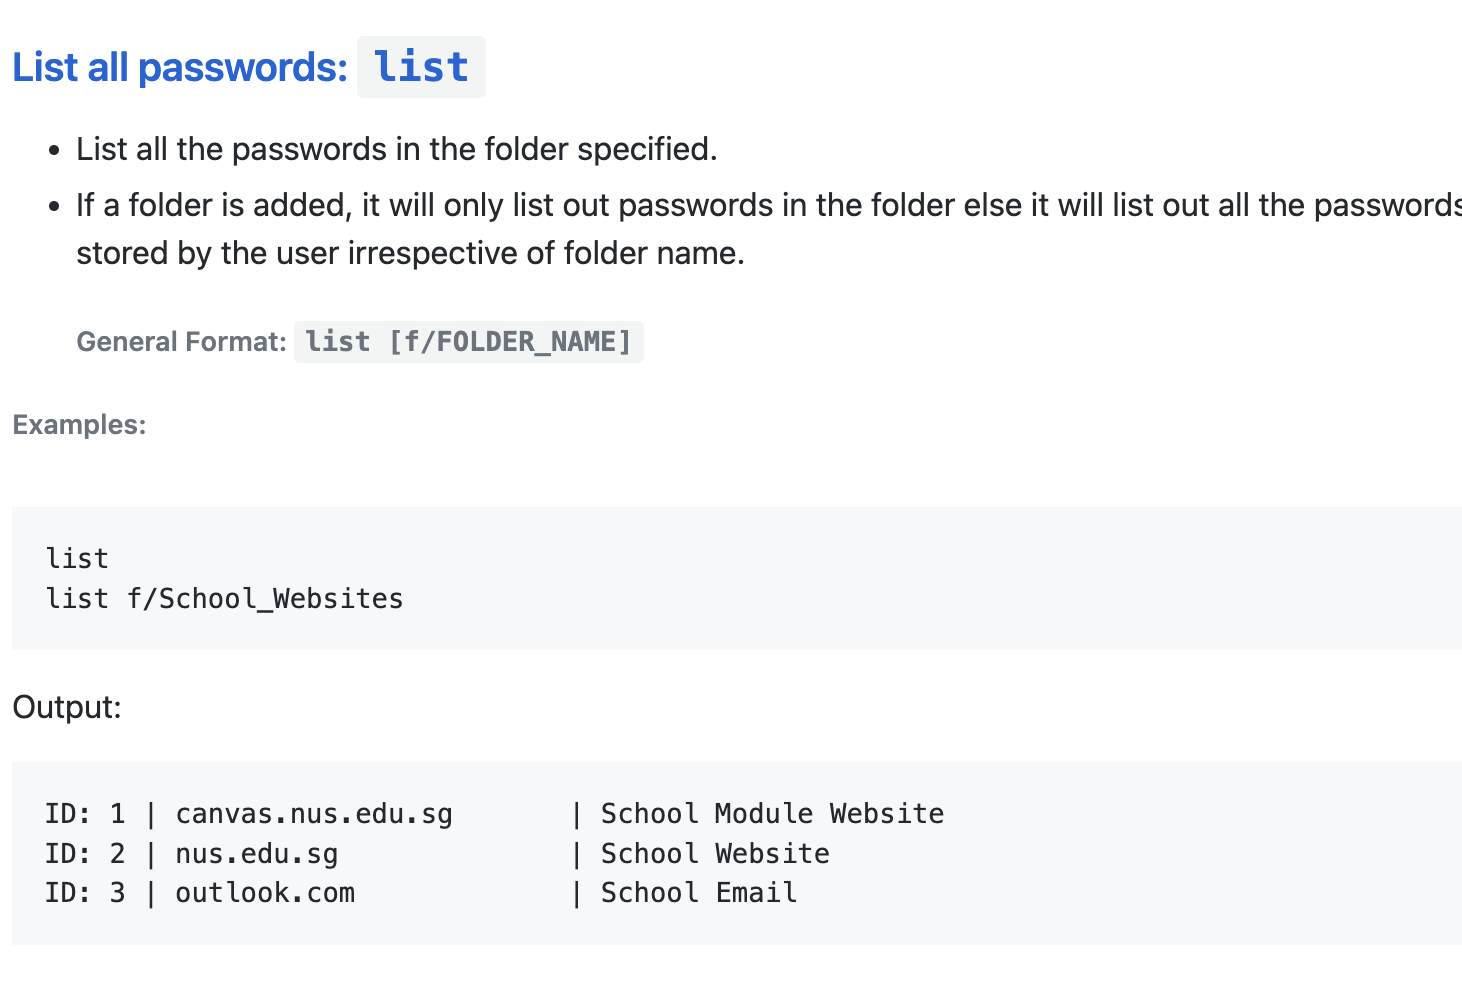 List all passwords: list
List all the passwords in the folder specified.
If a folder is added, it will only list out passwords in the folder else it will list out all the passwords
stored by the user irrespective of folder name.
General Format: list [f/FOLDER_NAME]
Examples:
list
list f/School_Websites
Output:
ID: 1 | canvas.nus.edu.sg       | School Module Website
ID: 2 | nus.edu.sg              | School Website
ID: 3 | outlook.com             | School Email